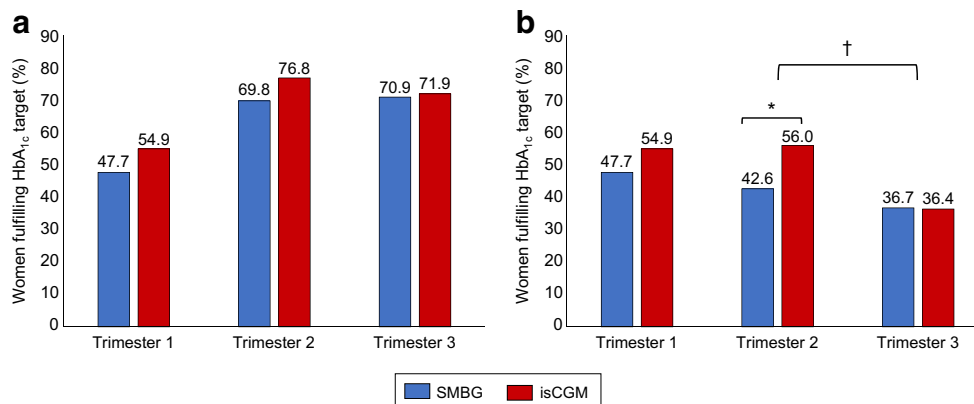 a
Women fulfilling HbA1c target (%)
90
80
70
60
50
40
30
20
10
0
47.7
54.9
69.8
76.8
70.9
71.9
Trimester 1
Trimester 2
Trimester 3
b
Women fulfilling HbA1c target (%)
90
80
70
60
50
40
30
20
10
0
47.7
54.9
42.6
56.0
36.7
36.4
*
†
Trimester 1
Trimester 2
Trimester 3
SMBG
isCGM